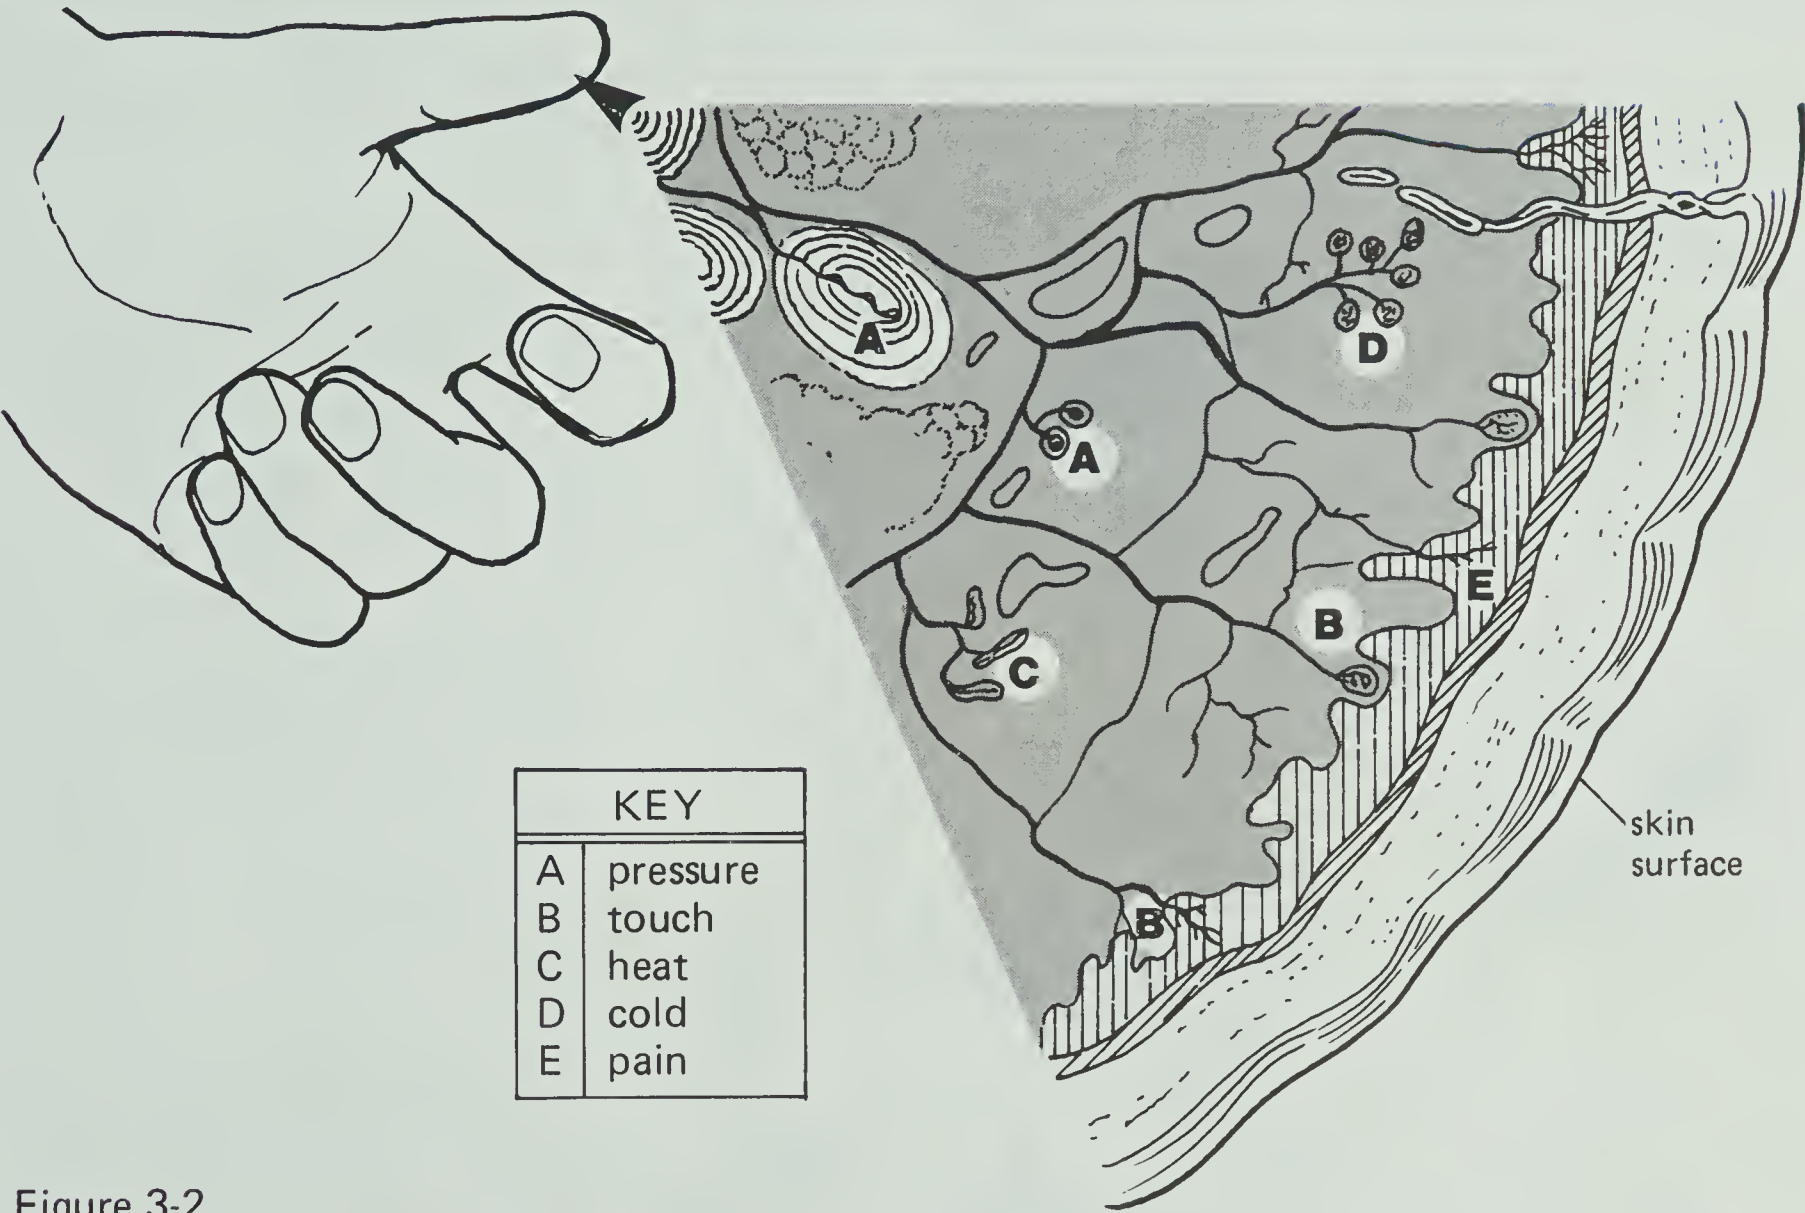 A
D
A
E
B
C
B
skin
surface
KEY
A pressure
B touch
C heat
D cold
E pain
Figure 3-2